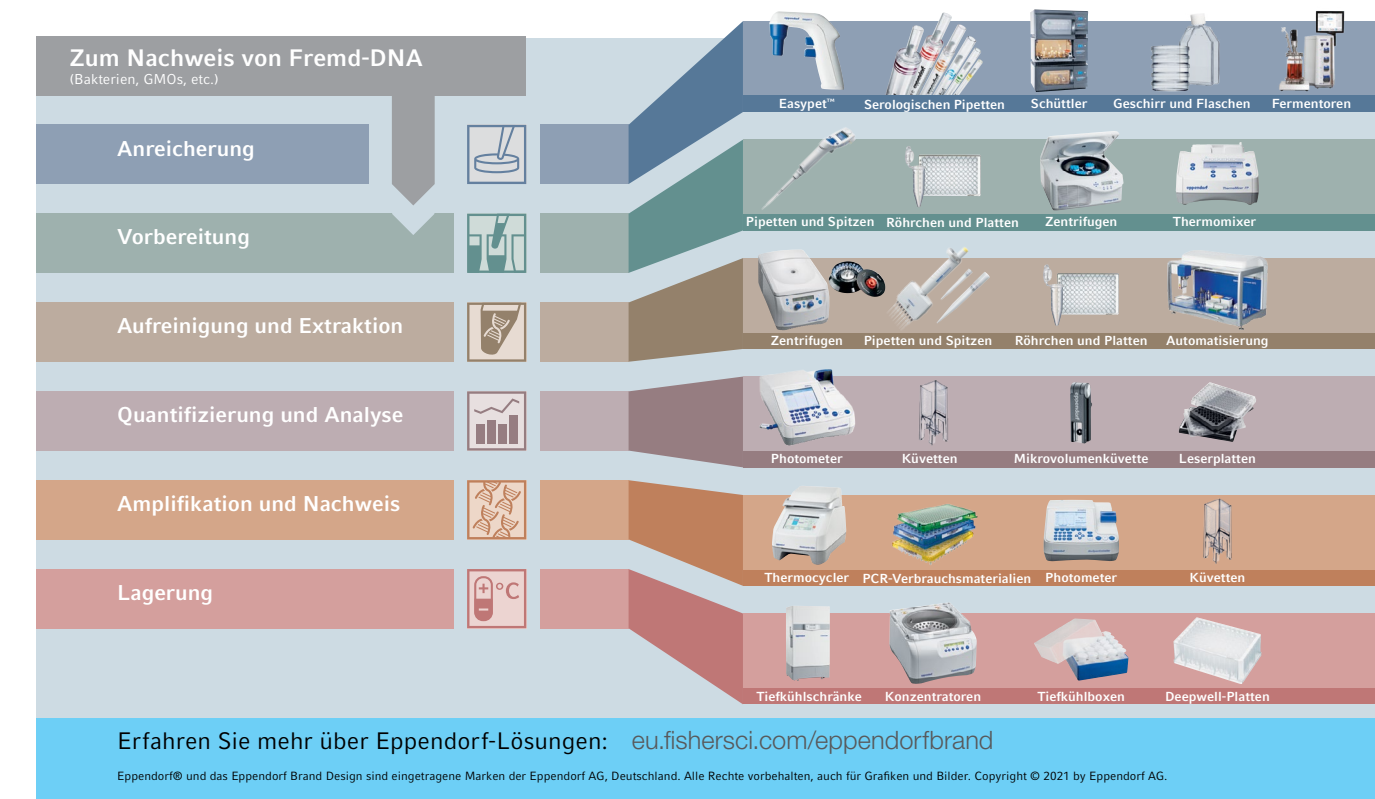 Zum Nachweis von Fremd-DNA
(Bakterien, GMOs, etc.)
Anreicherung
Easypet™ Serologischen Pipetten Schüttler Geschirr und Flaschen Fermentoren
Vorbereitung
Pipetten und Spitzen Röhrchen und Platten Zentrifugen Thermomixer
Aufreinigung und Extraktion
Zentrifugen Pipetten und Spitzen Röhrchen und Platten Automatisierung
Quantifizierung und Analyse
Photometer Küvetten Mikrovolumenküvette Leserplatten
Amplifikation und Nachweis
Thermocycler PCR-Verbrauchsmaterialien Photometer Küvetten
Lagerung
+ °C
−
Tiefkühlschränke Konzentratoren Tiefkühlboxen Deepwell-Platten
Erfahren Sie mehr über Eppendorf-Lösungen: eu.fishersci.com/eppendorfbrand
Eppendorf® und das Eppendorf Brand Design sind eingetragene Marken der Eppendorf AG, Deutschland. Alle Rechte vorbehalten, auch für Grafiken und Bilder. Copyright © 2021 by Eppendorf AG.